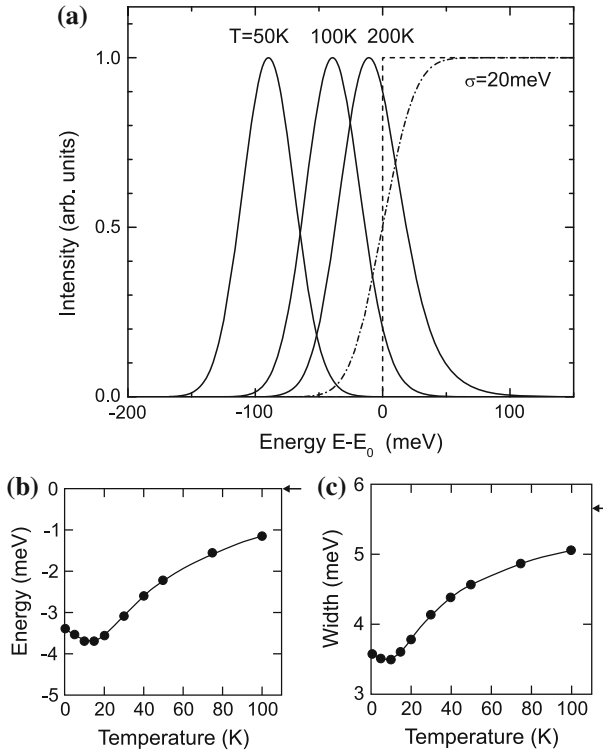 (a)
T=50K 100K 200K
σ=20meV
Intensity (arb. units)
1.0
0.5
0.0
-200 -100 0 100
Energy E-E₀ (meV)
(b)
Energy (meV)
0
-1
-2
-3
-4
-5
0 20 40 60 80 100
Temperature (K)
(c)
Width (meV)
6
5
4
3
0 20 40 60 80 100
Temperature (K)